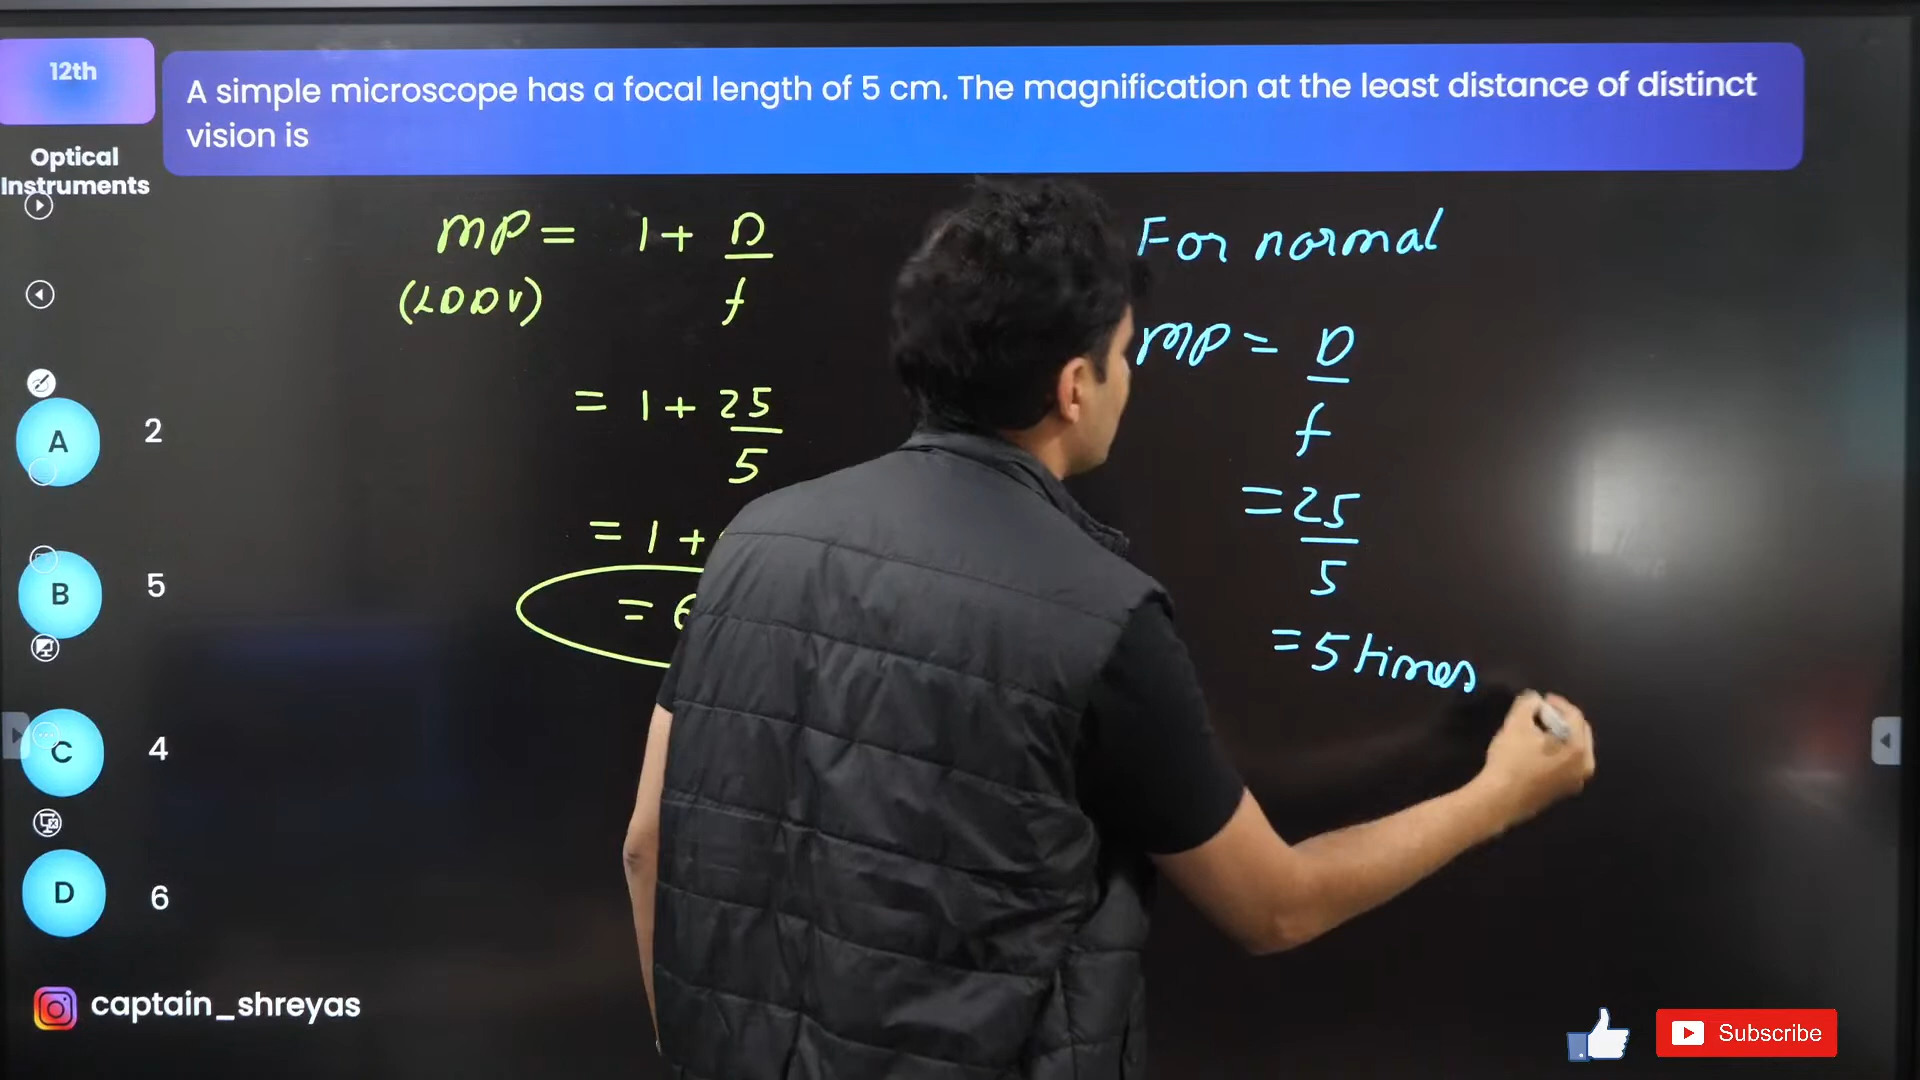 12th
A simple microscope has a focal length of 5 cm. The magnification at the least distance of distinct
vision is
Optical
Instruments
MP = 1 + D
f
(LDDV)
= 1 + 25
5
= 1 +
= 6
For normal
MP = D
f
= 25
5
= 5 times
A 2
B 5
C 4
D 6
captain_shreyas
Subscribe